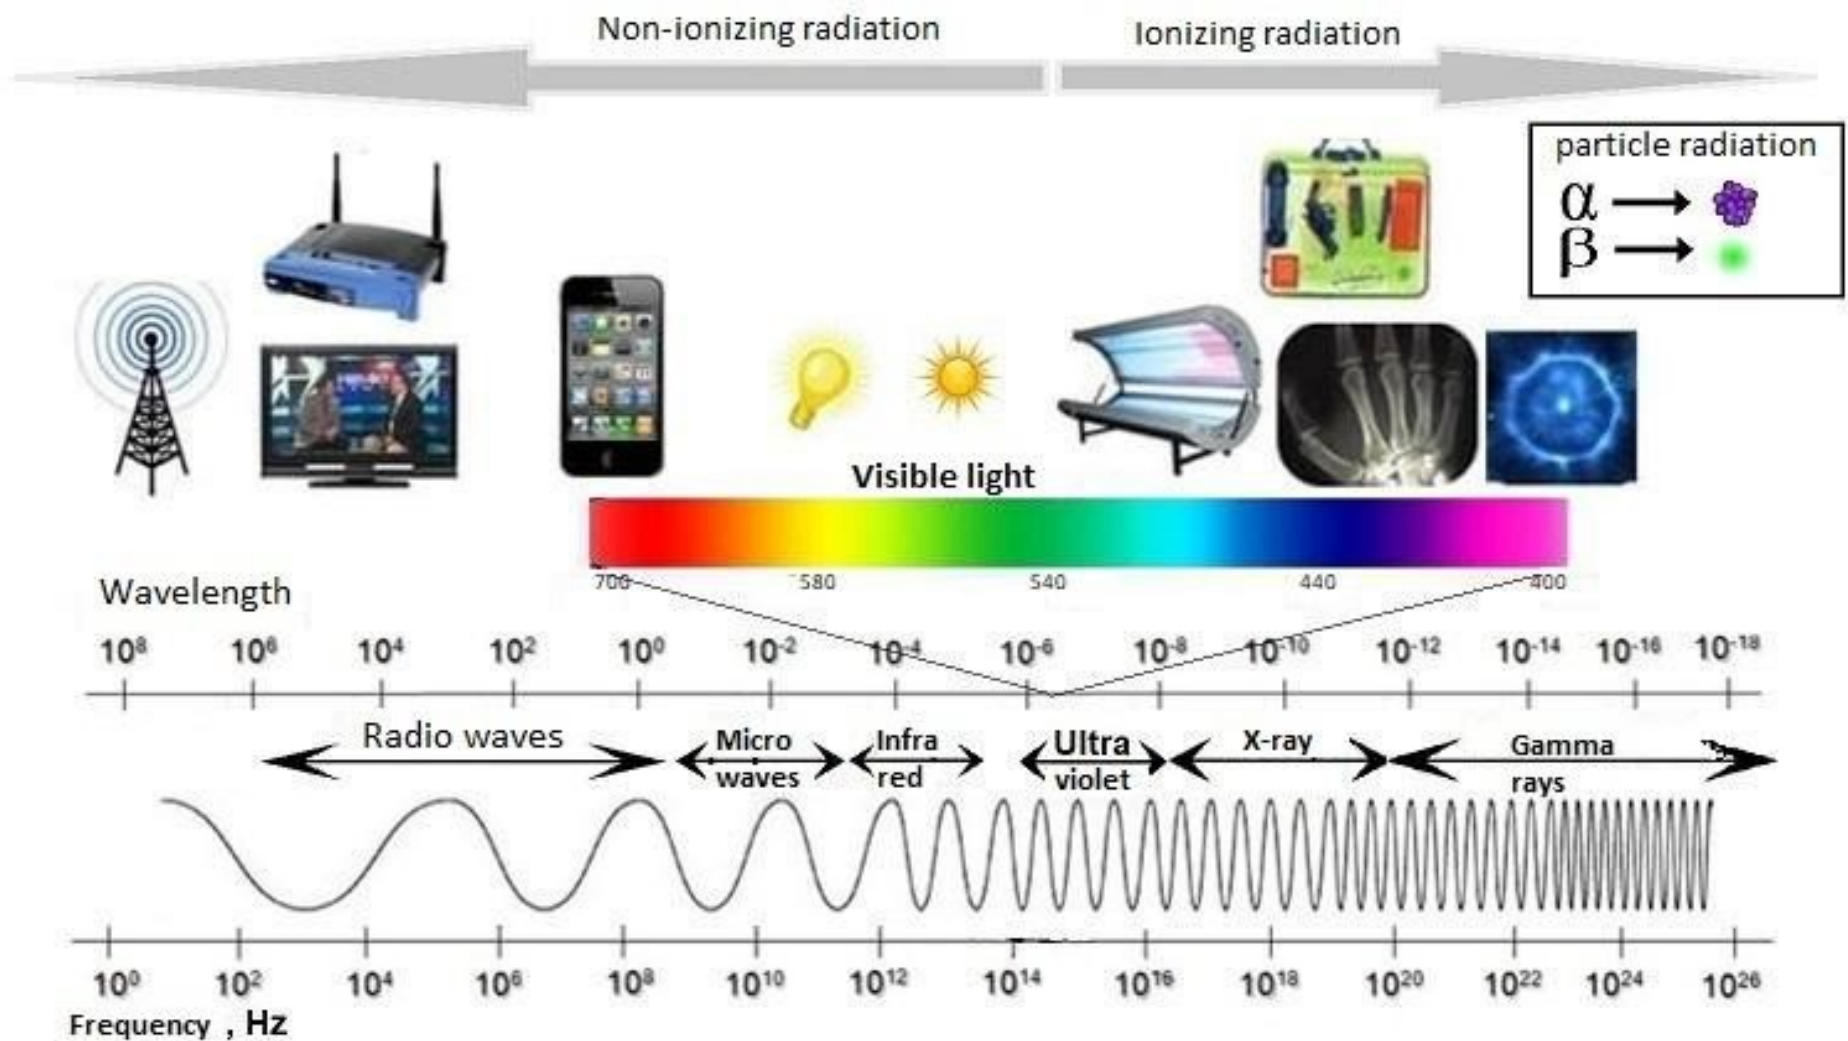 Non-ionizing radiation
Ionizing radiation
particle radiation
α
β
Visible light
700 580 540 440 400
Wavelength
10⁸ 10⁶ 10⁴ 10² 10⁰ 10⁻² 10⁻⁴ 10⁻⁶ 10⁻⁸ 10⁻¹⁰ 10⁻¹² 10⁻¹⁴ 10⁻¹⁶ 10⁻¹⁸
Radio waves
Micro
waves
Infra
red
Ultra
violet
X-ray
Gamma
rays
10⁰ 10² 10⁴ 10⁶ 10⁸ 10¹⁰ 10¹² 10¹⁴ 10¹⁶ 10¹⁸ 10²⁰ 10²² 10²⁴ 10²⁶
Frequency , Hz